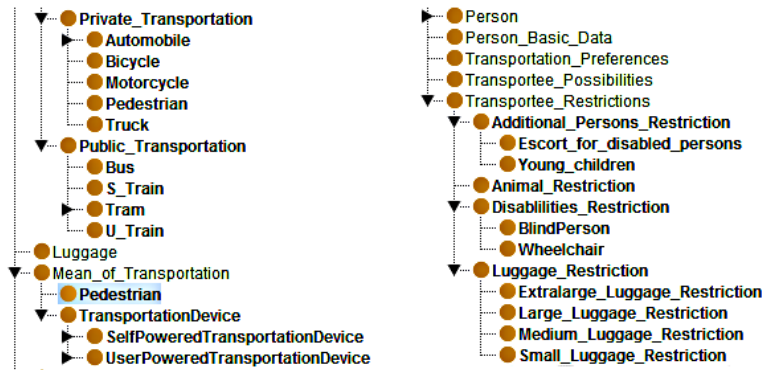 Private_Transportation
Automobile
Bicycle
Motorcycle
Pedestrian
Truck
Public_Transportation
Bus
S_Train
Tram
U_Train
Luggage
Mean_of_Transportation
Pedestrian
TransportationDevice
SelfPoweredTransportationDevice
UserPoweredTransportationDevice
Person
Person_Basic_Data
Transportation_Preferences
Transportee_Possibilities
Transportee_Restrictions
Additional_Persons_Restriction
Escort_for_disabled_persons
Young_children
Animal_Restriction
Disablilities_Restriction
BlindPerson
Wheelchair
Luggage_Restriction
Extralarge_Luggage_Restriction
Large_Luggage_Restriction
Medium_Luggage_Restriction
Small_Luggage_Restriction